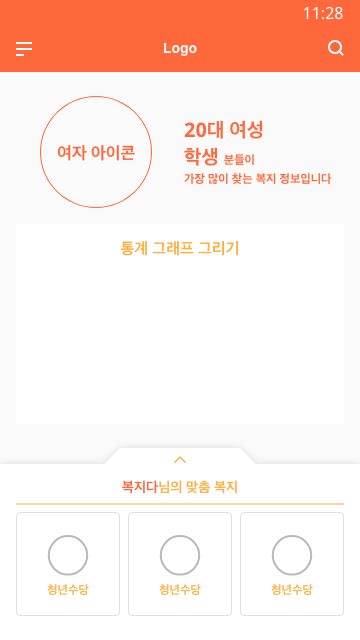 11:28
Logo
여자 아이콘
20대 여성
학생 분들이
가장 많이 찾는 복지 정보입니다
통계 그래프 그리기
복지다님의 맞춤 복지
청년수당
청년수당
청년수당